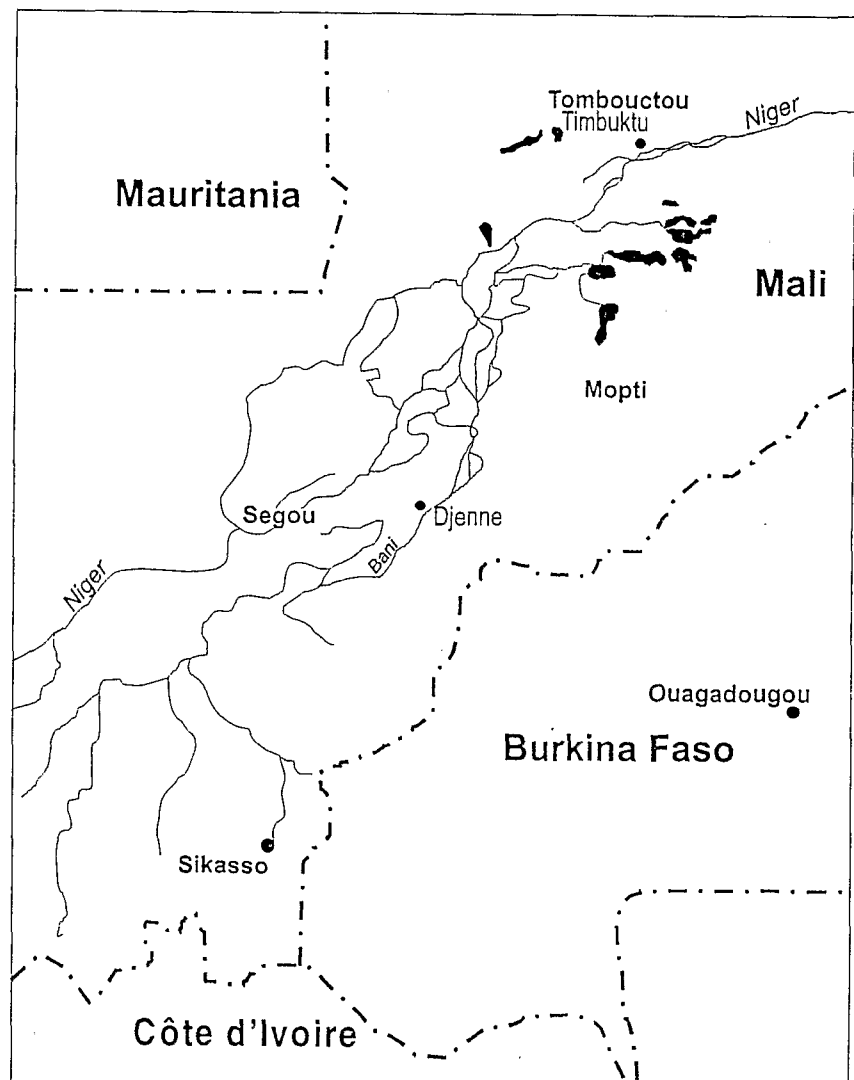 Tombouctou
Timbuktu
Niger
Mauritania
Mali
Mopti
Segou
Djenne
Bani
Niger
Ouagadougou
Burkina Faso
Sikasso
Côte d'Ivoire